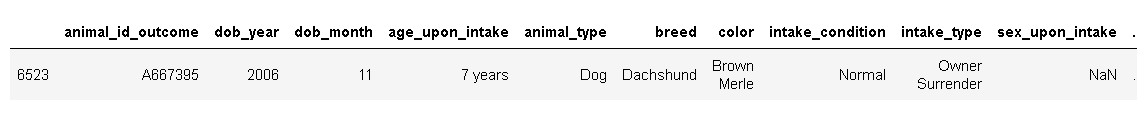 animal_id_outcome dob_year dob_month age_upon_intake animal_type breed color intake_condition intake_type sex_upon_intake .
6523 A667395 2006 11 7 years Dog Dachshund Brown Merle Normal Owner Surrender NaN .